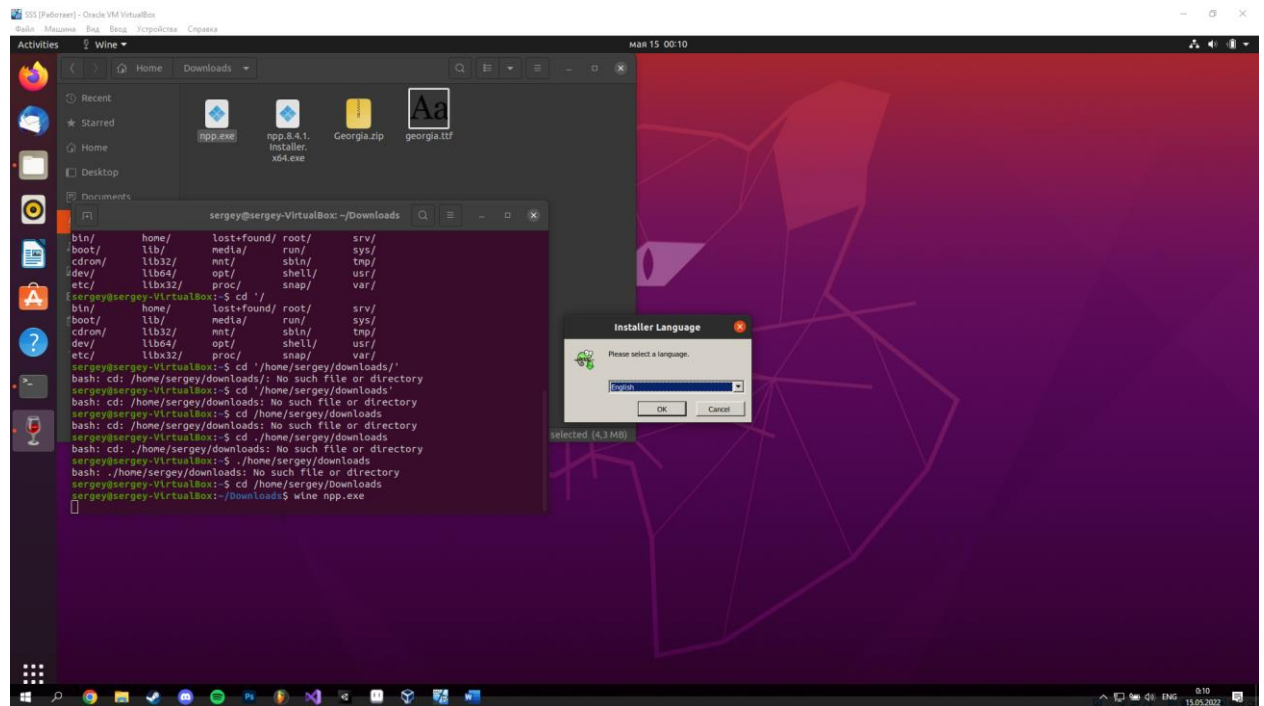 SSS [Работает] - Oracle VM VirtualBox
Файл Машина Вид Ввод Устройства Справка
Activities Wine мая 15 00:10
Home Downloads
Recent
Starred
Home
Desktop
Documents
npp.exe
npp.8.4.1.
Installer.
x64.exe
Georgia.zip
Aa
georgia.ttf
sergey@sergey-VirtualBox: ~/Downloads
bin/ home/ lost+found/ root/ srv/
boot/ lib/ media/ run/ sys/
cdrom/ lib32/ mnt/ sbin/ tmp/
dev/ lib64/ opt/ shell/ usr/
etc/ libx32/ proc/ snap/ var/
sergey@sergey-VirtualBox:~$ cd '/
bin/ home/ lost+found/ root/ srv/
boot/ lib/ media/ run/ sys/
cdrom/ lib32/ mnt/ sbin/ tmp/
dev/ lib64/ opt/ shell/ usr/
etc/ libx32/ proc/ snap/ var/
sergey@sergey-VirtualBox:~$ cd '/home/sergey/downloads/'
bash: cd: /home/sergey/downloads/: No such file or directory
sergey@sergey-VirtualBox:~$ cd '/home/sergey/downloads'
bash: cd: /home/sergey/downloads: No such file or directory
sergey@sergey-VirtualBox:~$ cd /home/sergey/downloads
bash: cd: /home/sergey/downloads: No such file or directory
sergey@sergey-VirtualBox:~$ cd ./home/sergey/downloads
bash: cd: ./home/sergey/downloads: No such file or directory
sergey@sergey-VirtualBox:~$ ./home/sergey/downloads
bash: ./home/sergey/downloads: No such file or directory
sergey@sergey-VirtualBox:~$ cd /home/sergey/Downloads
sergey@sergey-VirtualBox:~/Downloads$ wine npp.exe
selected (4,3 MB)
Installer Language
Please select a language.
English
OK Cancel
ENG 0:10
15.05.2022